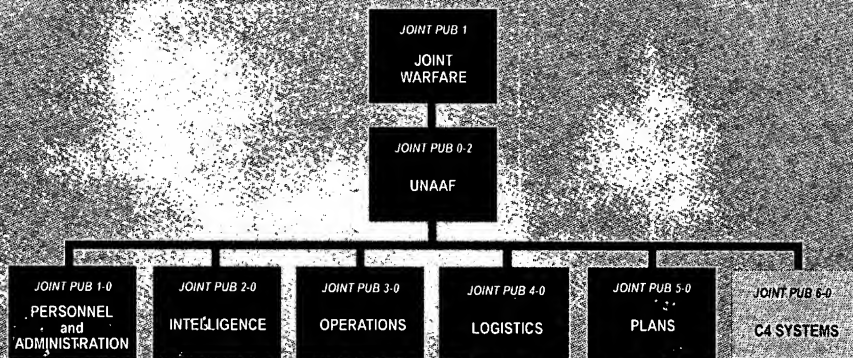 JOINT PUB 1
JOINT
WARFARE
JOINT PUB 0-2
UNAAF
JOINT PUB 1-0
PERSONNEL
and
ADMINISTRATION
JOINT PUB 2-0
INTELLIGENCE
JOINT PUB 3-0
OPERATIONS
JOINT PUB 4-0
LOGISTICS
JOINT PUB 5-0
PLANS
JOINT PUB 6-0
C4 SYSTEMS